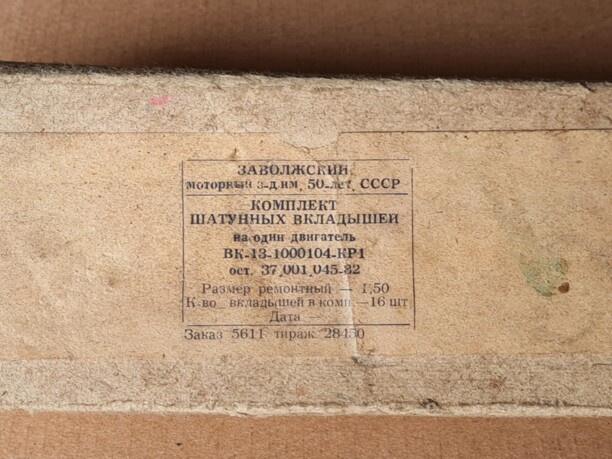 ЗАВОЛЖСКИЙ
моторный з-д им. 50-лет. СССР
КОМПЛЕКТ
ШАТУННЫХ ВКЛАДЫШЕЙ
на один двигатель
ВК-13-1000104-КР1
ост. 37.001.045-82
Размер ремонтный — 1,50
К-во вкладышей в комп. — 16 шт
Дата —
Заказ 5611 тираж 28450